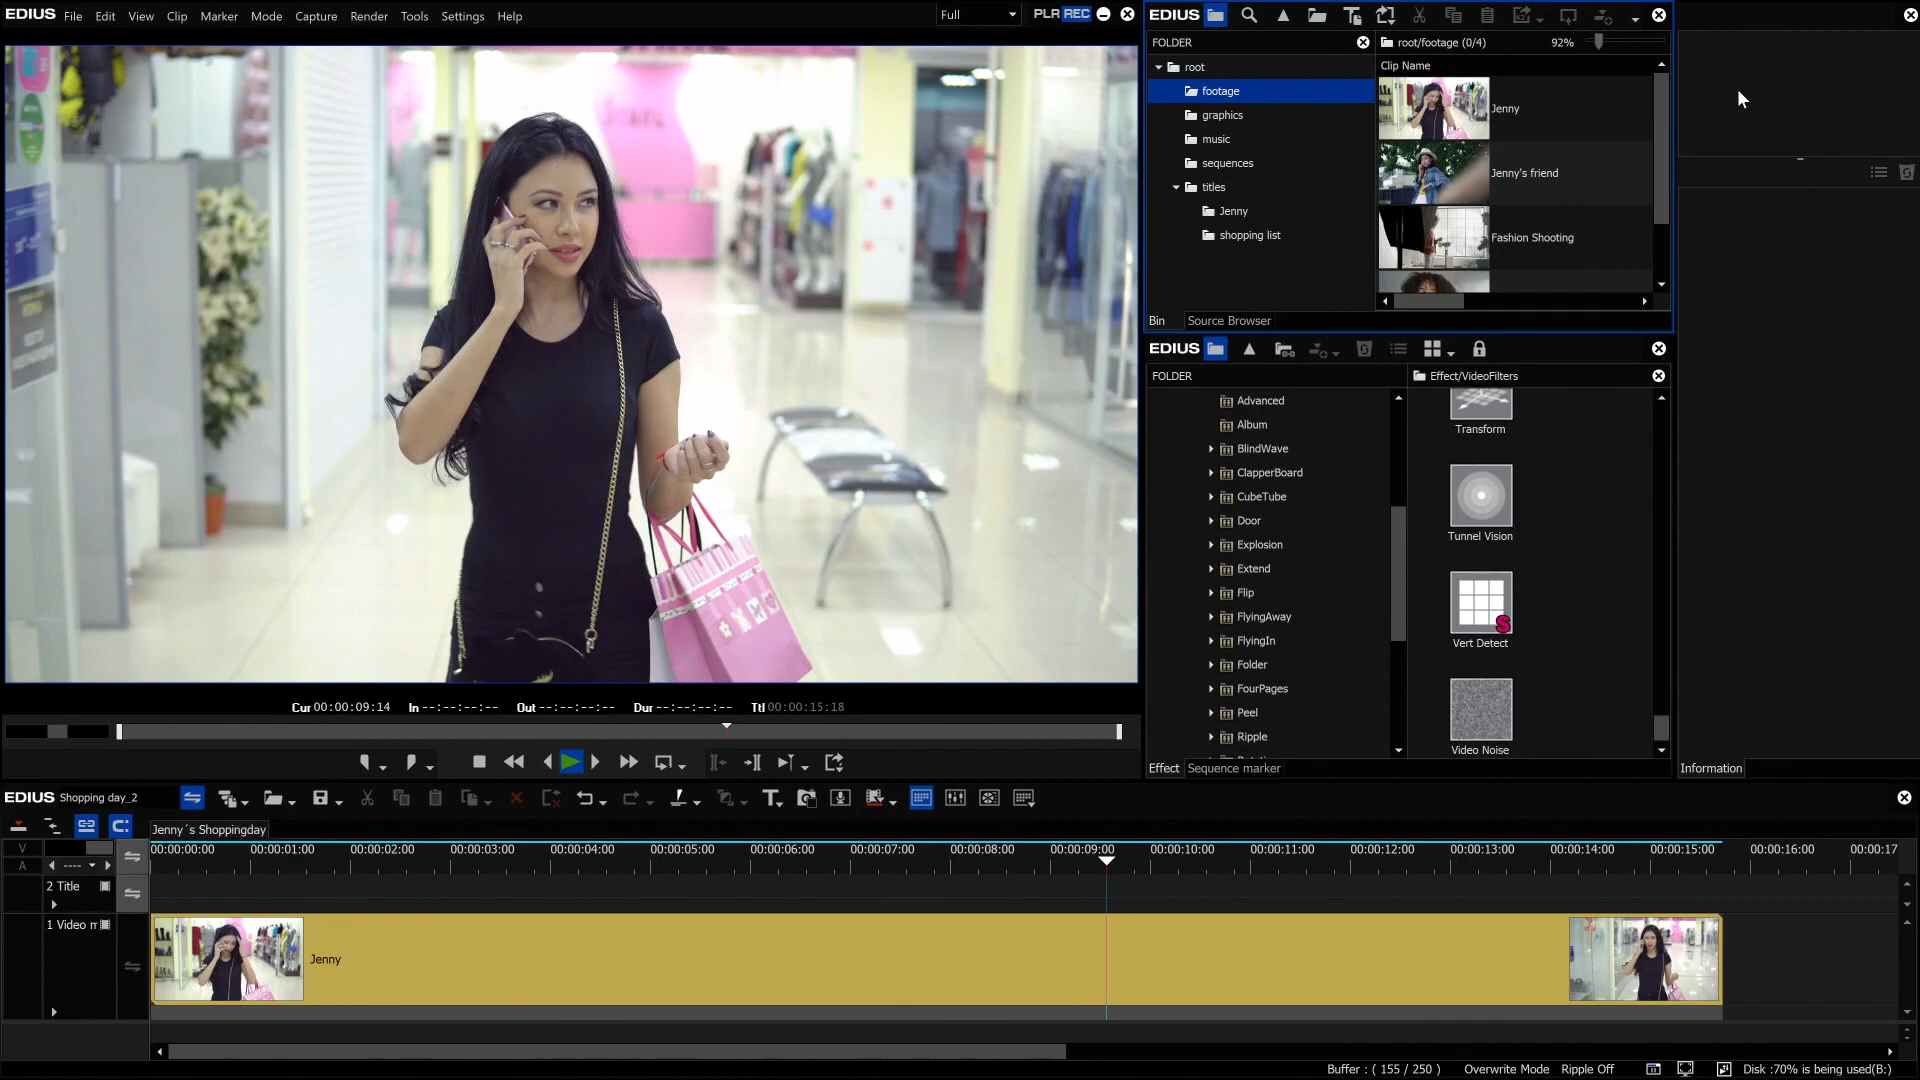 EDIUS File Edit View Clip Marker Mode Capture Render Tools Settings Help
Full
PLR REC
EDIUS
FOLDER
root/footage (0/4) 92%
root
footage
graphics
music
sequences
titles
Jenny
shopping list
Clip Name
Jenny
Jenny's friend
Fashion Shooting
Bin Source Browser
EDIUS
FOLDER
Effect/VideoFilters
Advanced
Album
BlindWave
ClapperBoard
CubeTube
Door
Explosion
Extend
Flip
FlyingAway
FlyingIn
Folder
FourPages
Peel
Ripple
Transform
Tunnel Vision
S
Vert Detect
Video Noise
Effect Sequence marker
Information
Cur 00:00:09:14 In --:--:--:-- Out --:--:--:-- Dur --:--:--:-- Ttl 00:00:15:18
EDIUS Shopping day_2
Jenny´s Shoppingday
V
A ----
00:00:00:00 00:00:01:00 00:00:02:00 00:00:03:00 00:00:04:00 00:00:05:00 00:00:06:00 00:00:07:00 00:00:08:00 00:00:09:00 00:00:10:00 00:00:11:00 00:00:12:00 00:00:13:00 00:00:14:00 00:00:15:00 00:00:16:00 00:00:17
2 Title
1 Video m
Jenny
Buffer : ( 155 / 250 ) Overwrite Mode Ripple Off Disk :70% is being used(B:)